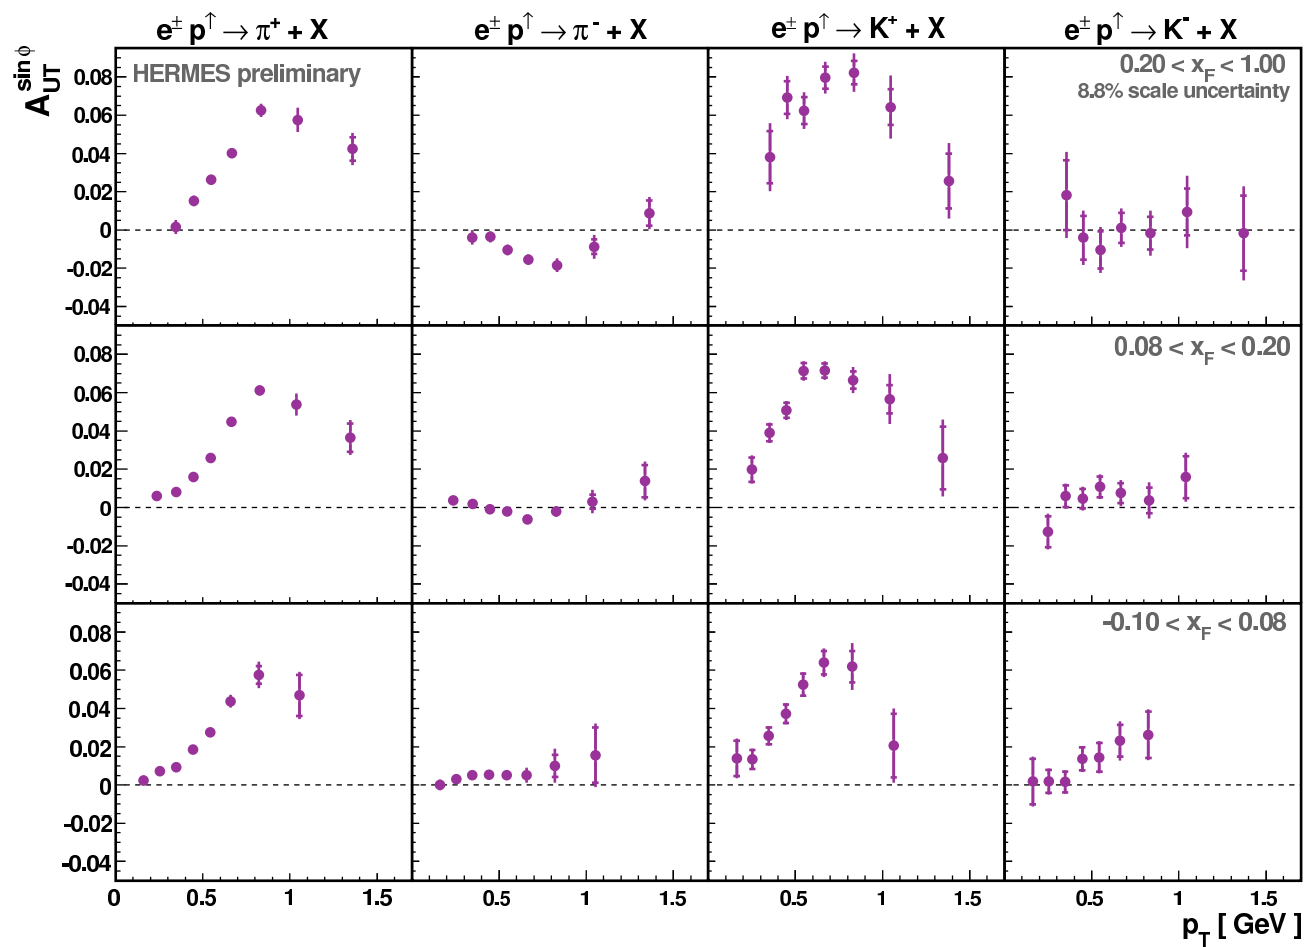 e± p↑ → π+ + X
e± p↑ → π- + X
e± p↑ → K+ + X
e± p↑ → K- + X
A_UT^sin ϕ
HERMES preliminary
0.20 < x_F < 1.00
8.8% scale uncertainty
0.08
0.06
0.04
0.02
0
-0.02
-0.04
0.08 < x_F < 0.20
0.08
0.06
0.04
0.02
0
-0.02
-0.04
-0.10 < x_F < 0.08
0.08
0.06
0.04
0.02
0
-0.02
-0.04
0 0.5 1 1.5 0.5 1 1.5 0.5 1 1.5 0.5 1 1.5
p_T [ GeV ]